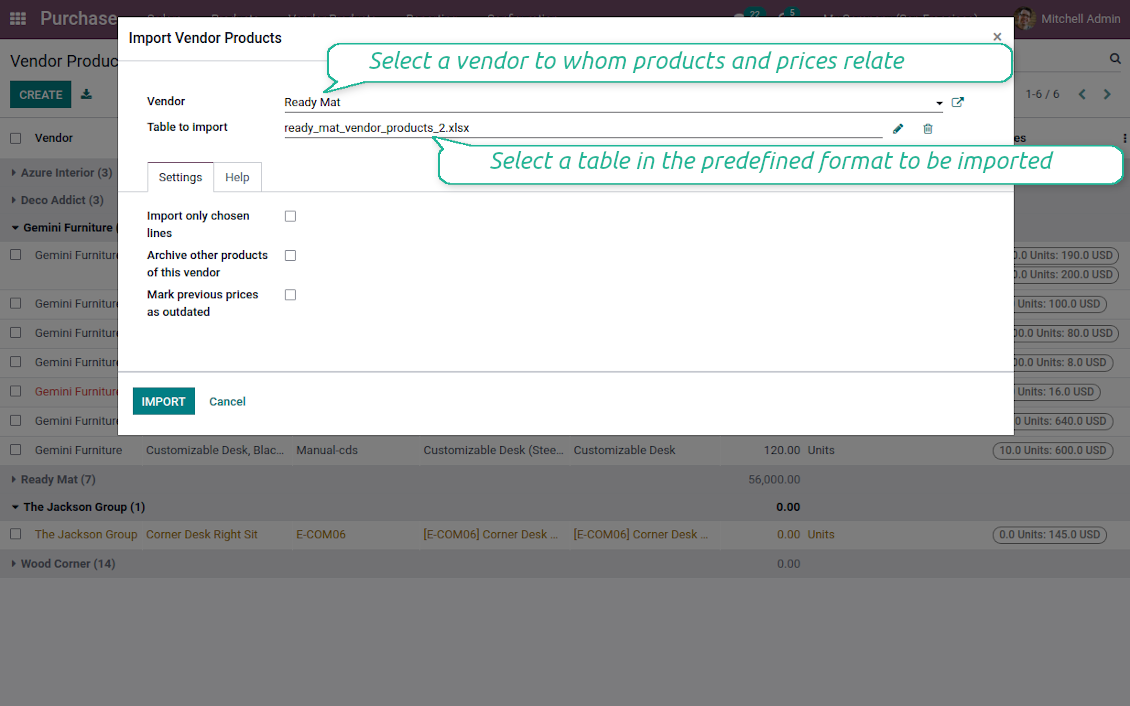 Purchase
22
5
Mitchell Admin
Import Vendor Products
×
Select a vendor to whom products and prices relate
Vendor Produc
CREATE
1-6 / 6
Vendor
Ready Mat
Table to import
ready_mat_vendor_products_2.xlsx
Select a table in the predefined format to be imported
Vendor
es
Azure Interior (3)
Settings
Help
Deco Addict (3)
Import only chosen
lines
Gemini Furniture (
Archive other products
of this vendor
Gemini Furniture
0.0 Units: 190.0 USD
0.0 Units: 200.0 USD
Mark previous prices
as outdated
Gemini Furniture
Units: 100.0 USD
Gemini Furniture
00.0 Units: 80.0 USD
Gemini Furniture
00.0 Units: 8.0 USD
Gemini Furniture
Units: 16.0 USD
IMPORT
Cancel
Gemini Furniture
0 Units: 640.0 USD
Gemini Furniture Customizable Desk, Blac... Manual-cds Customizable Desk (Stee... Customizable Desk 120.00 Units 10.0 Units: 600.0 USD
Ready Mat (7) 56,000.00
The Jackson Group (1) 0.00
The Jackson Group Corner Desk Right Sit E-COM06 [E-COM06] Corner Desk ... [E-COM06] Corner Desk ... 0.00 Units 0.0 Units: 145.0 USD
Wood Corner (14) 0.00